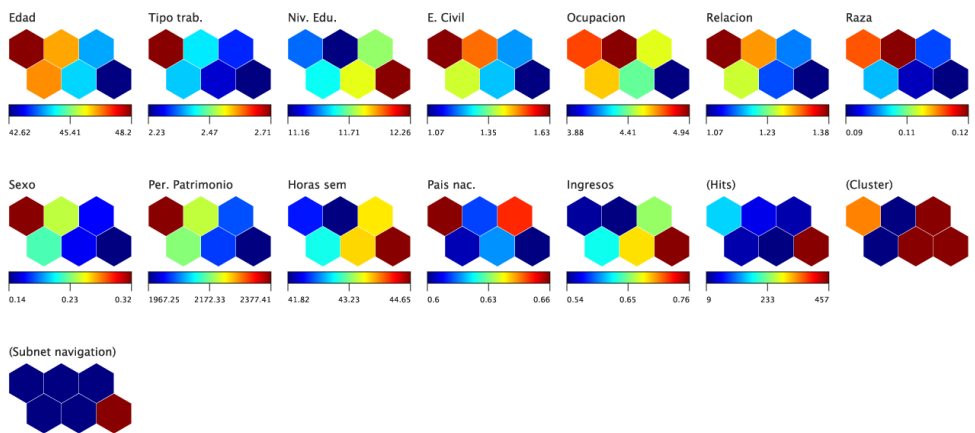 Edad Tipo trab. Niv. Edu. E. Civil Ocupacion Relacion Raza
42.62 45.41 48.2 2.23 2.47 2.71 11.16 11.71 12.26 1.07 1.35 1.63 3.88 4.41 4.94 1.07 1.23 1.38 0.09 0.11 0.12
Sexo Per. Patrimonio Horas sem Pais nac. Ingresos (Hits) (Cluster)
0.14 0.23 0.32 1967.25 2172.33 2377.41 41.82 43.23 44.65 0.6 0.63 0.66 0.54 0.65 0.76 9 233 457
(Subnet navigation)